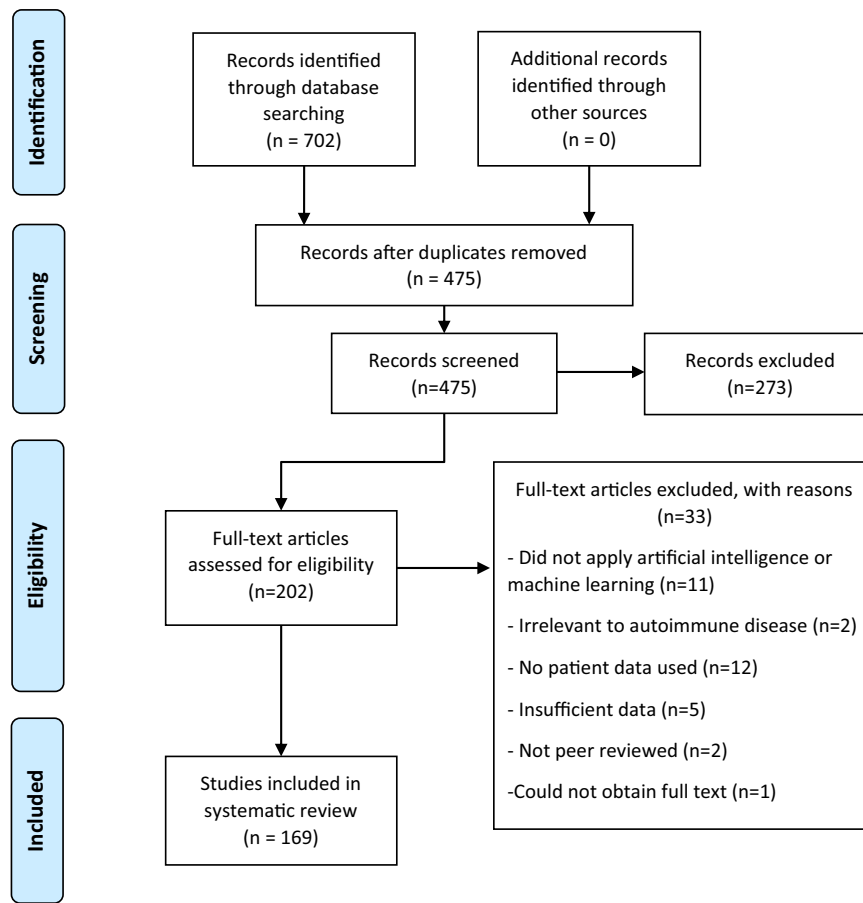 Identification
Records identified
through database
searching
(n = 702)
Additional records
identified through
other sources
(n = 0)
Screening
Records after duplicates removed
(n = 475)
Records screened
(n=475)
Records excluded
(n=273)
Eligibility
Full-text articles
assessed for eligibility
(n=202)
Full-text articles excluded, with reasons
(n=33)
- Did not apply artificial intelligence or
machine learning (n=11)
- Irrelevant to autoimmune disease (n=2)
- No patient data used (n=12)
- Insufficient data (n=5)
- Not peer reviewed (n=2)
-Could not obtain full text (n=1)
Included
Studies included in
systematic review
(n = 169)